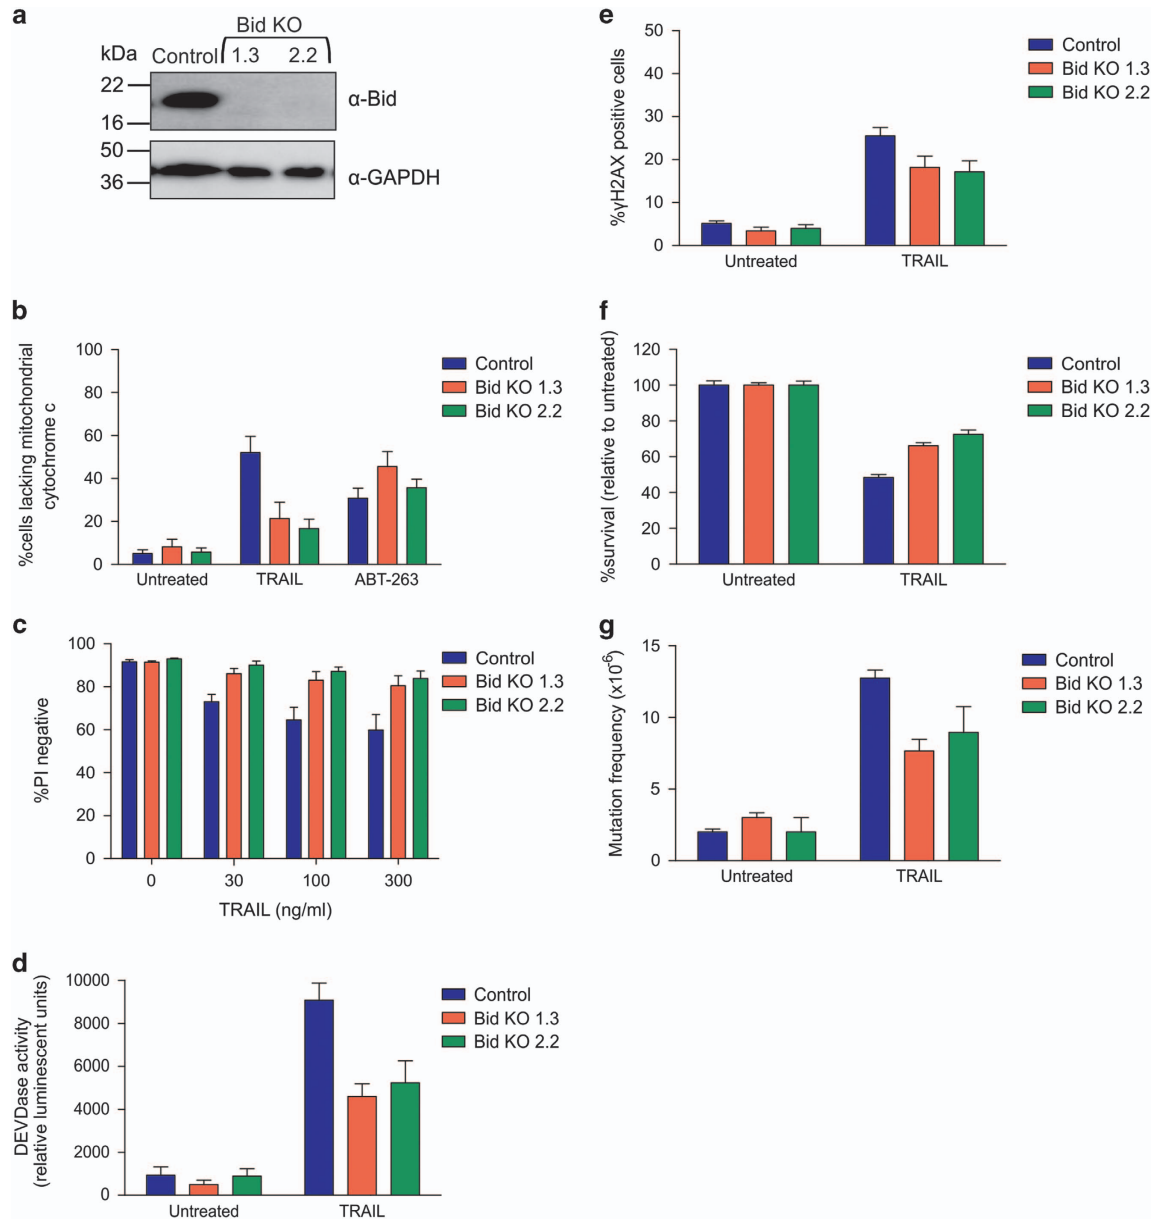 a
Bid KO
kDa Control 1.3 2.2
22
16
α-Bid
50
36
α-GAPDH
b
%cells lacking mitochondrial
cytochrome c
100
80
60
40
20
0
Untreated TRAIL ABT-263
Control
Bid KO 1.3
Bid KO 2.2
c
%PI negative
100
80
60
40
20
0
0 30 100 300
TRAIL (ng/ml)
Control
Bid KO 1.3
Bid KO 2.2
d
DEVDase activity
(relative luminescent units)
10000
8000
6000
4000
2000
0
Untreated TRAIL
Control
Bid KO 1.3
Bid KO 2.2
e
%γH2AX positive cells
50
40
30
20
10
0
Untreated TRAIL
Control
Bid KO 1.3
Bid KO 2.2
f
%survival (relative to untreated)
120
100
80
60
40
20
0
Untreated TRAIL
Control
Bid KO 1.3
Bid KO 2.2
g
Mutation frequency (x10⁻⁶)
15
10
5
0
Untreated TRAIL
Control
Bid KO 1.3
Bid KO 2.2